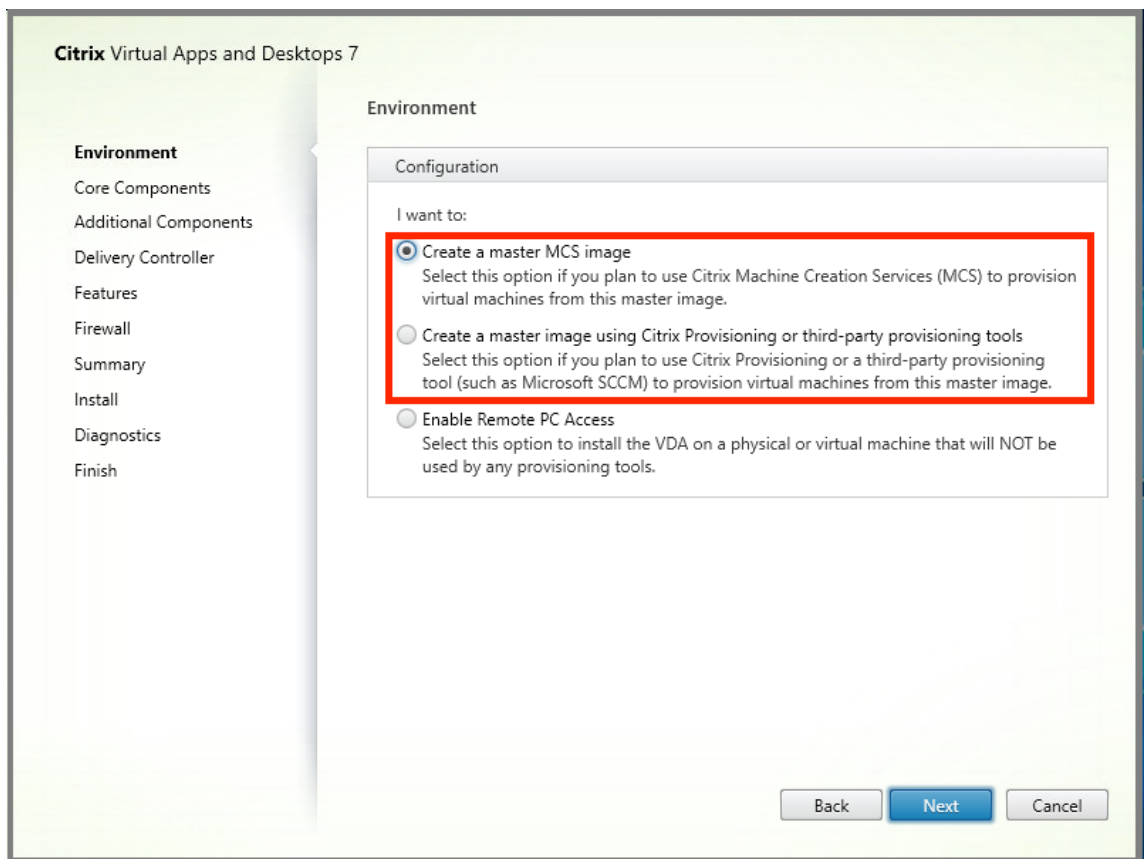 Citrix Virtual Apps and Desktops 7
Environment
Core Components
Additional Components
Delivery Controller
Features
Firewall
Summary
Install
Diagnostics
Finish
Environment
Configuration
I want to:
Create a master MCS image
Select this option if you plan to use Citrix Machine Creation Services (MCS) to provision
virtual machines from this master image.
Create a master image using Citrix Provisioning or third-party provisioning tools
Select this option if you plan to use Citrix Provisioning or a third-party provisioning
tool (such as Microsoft SCCM) to provision virtual machines from this master image.
Enable Remote PC Access
Select this option to install the VDA on a physical or virtual machine that will NOT be
used by any provisioning tools.
Back
Next
Cancel